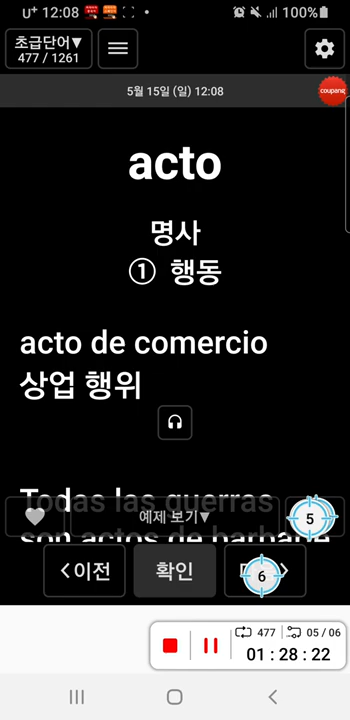 U⁺ 12:08 100%
초급단어▼
477 / 1261
5월 15일 (일) 12:08
coupang
acto
명사
① 행동
acto de comercio
상업 행위
Todas las guerras
son actos de barbarie
예제 보기▼
5
이전
확인
6
477 05 / 06
01 : 28 : 22